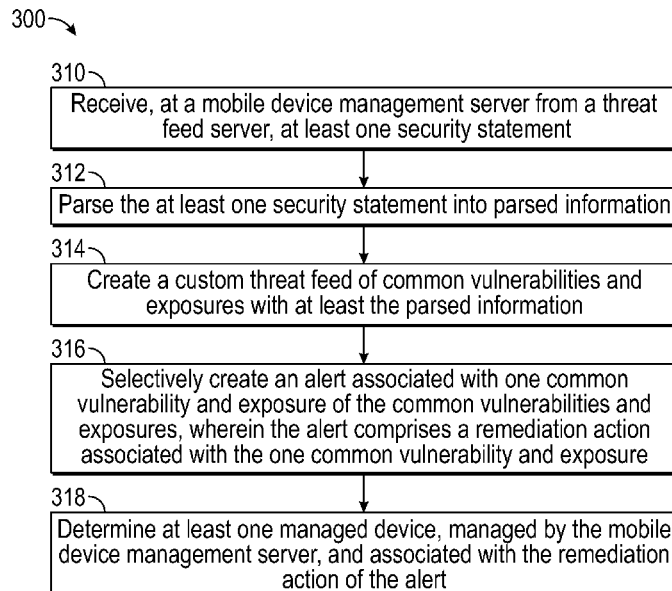 300
310
Receive, at a mobile device management server from a threat
feed server, at least one security statement
312
Parse the at least one security statement into parsed information
314
Create a custom threat feed of common vulnerabilities and
exposures with at least the parsed information
316
Selectively create an alert associated with one common
vulnerability and exposure of the common vulnerabilities and
exposures, wherein the alert comprises a remediation action
associated with the one common vulnerability and exposure
318
Determine at least one managed device, managed by the mobile
device management server, and associated with the remediation
action of the alert